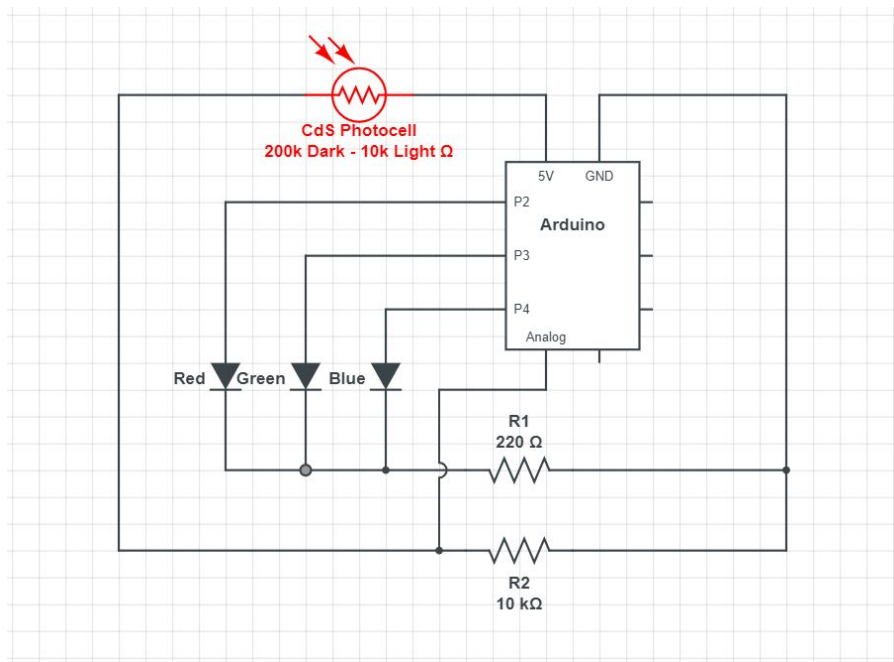 CdS Photocell
200k Dark - 10k Light Ω
5V
GND
P2
Arduino
P3
P4
Analog
Red
Green
Blue
R1
220 Ω
R2
10 kΩ